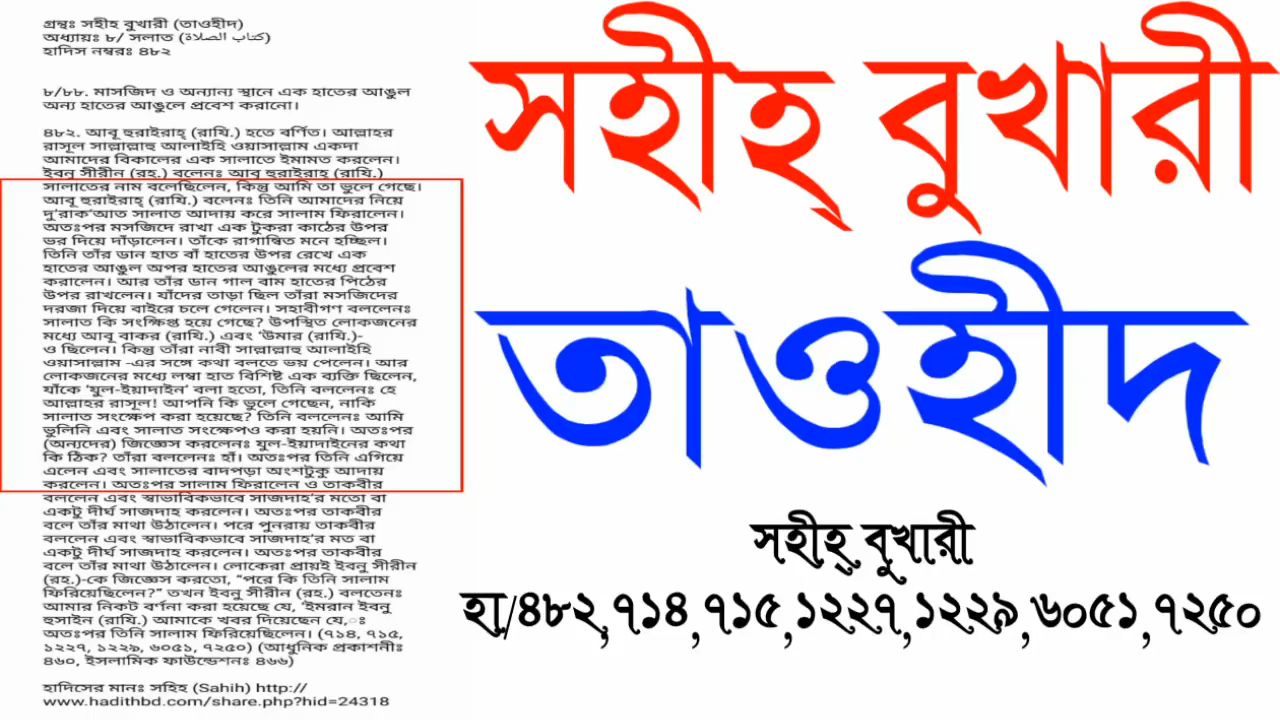 গ্রন্থঃ সহীহ বুখারী (তাওহীদ)
অধ্যায়ঃ ৮/ সলাত (كتاب الصلاة)
হাদিস নম্বরঃ ৪৮২
৮/৮৮. মাসজিদ ও অন্যান্য স্থানে এক হাতের আঙুল
অন্য হাতের আঙুলে প্রবেশ করানো।
৪৮২. আবূ হুরাইরাহ্ (রাযি.) হতে বর্ণিত। আল্লাহর
রাসূল সাল্লাল্লাহু আলাইহি ওয়াসাল্লাম একদা
আমাদের বিকালের এক সালাতে ইমামত করলেন।
ইবনু সীরীন (রহ.) বলেনঃ আবূ হুরাইরাহ্ (রাযি.)
সালাতের নাম বলেছিলেন, কিন্তু আমি তা ভুলে গেছে।
আবূ হুরাইরাহ্ (রাযি.) বলেনঃ তিনি আমাদের নিয়ে
দু’রাক‘আত সালাত আদায় করে সালাম ফিরালেন।
অতঃপর মসজিদে রাখা এক টুকরা কাঠের উপর
ভর দিয়ে দাঁড়ালেন। তাঁকে রাগান্বিত মনে হচ্ছিল।
তিনি তাঁর ডান হাত বাঁ হাতের উপর রেখে এক
হাতের আঙুল অপর হাতের আঙুলের মধ্যে প্রবেশ
করালেন। আর তাঁর ডান গাল বাম হাতের পিঠের
উপর রাখলেন। যাঁদের তাড়া ছিল তাঁরা মসজিদের
দরজা দিয়ে বাইরে চলে গেলেন। সহাবীগণ বললেনঃ
সালাত কি সংক্ষিপ্ত হয়ে গেছে? উপস্থিত লোকজনের
মধ্যে আবূ বাকর (রাযি.) এবং ‘উমার (রাযি.)-
ও ছিলেন। কিন্তু তাঁরা নাবী সাল্লাল্লাহু আলাইহি
ওয়াসাল্লাম -এর সঙ্গে কথা বলতে ভয় পেলেন। আর
লোকজনের মধ্যে লম্বা হাত বিশিষ্ট এক ব্যক্তি ছিলেন,
যাঁকে ‘যুল-ইয়াদাইন’ বলা হতো, তিনি বললেনঃ হে
আল্লাহর রাসূল! আপনি কি ভুলে গেছেন, নাকি
সালাত সংক্ষেপ করা হয়েছে? তিনি বললেনঃ আমি
ভুলিনি এবং সালাত সংক্ষেপও করা হয়নি। অতঃপর
(অন্যদের) জিজ্ঞেস করলেনঃ যুল-ইয়াদাইনের কথা
কি ঠিক? তাঁরা বললেনঃ হাঁ। অতঃপর তিনি এগিয়ে
এলেন এবং সালাতের বাদপড়া অংশটুকু আদায়
করলেন। অতঃপর সালাম ফিরালেন ও তাকবীর
বললেন এবং স্বাভাবিকভাবে সাজদাহ’র মতো বা
একটু দীর্ঘ সাজদাহ করলেন। অতঃপর তাকবীর
বলে তাঁর মাথা উঠালেন। পরে পুনরায় তাকবীর
বললেন এবং স্বাভাবিকভাবে সাজদাহ’র মত বা
একটু দীর্ঘ সাজদাহ করলেন। অতঃপর তাকবীর
বলে তাঁর মাথা উঠালেন। লোকেরা প্রায়ই ইবনু সীরীন
(রহ.)-কে জিজ্ঞেস করতো, “পরে কি তিনি সালাম
ফিরিয়েছিলেন?” তখন ইবনু সীরীন (রহ.) বলতেনঃ
আমার নিকট বর্ণনা করা হয়েছে যে, ‘ইমরান ইবনু
হুসাইন (রাযি.) আমাকে খবর দিয়েছেন যে,ঃ
অতঃপর তিনি সালাম ফিরিয়েছিলেন। (৭১৪, ৭১৫,
১২২৭, ১২২৯, ৬০৫১, ৭২৫০) (আধুনিক প্রকাশনীঃ
৪৬০, ইসলামিক ফাউন্ডেশনঃ ৪৬৬)
হাদিসের মানঃ সহিহ (Sahih) http://
www.hadithbd.com/share.php?hid=24318
সহীহ্ বুখারী
তাওহীদ
সহীহ্ বুখারী
হা/৪৮২,৭১৪,৭১৫,১২২৭,১২২৯,৬০৫১,৭২৫০